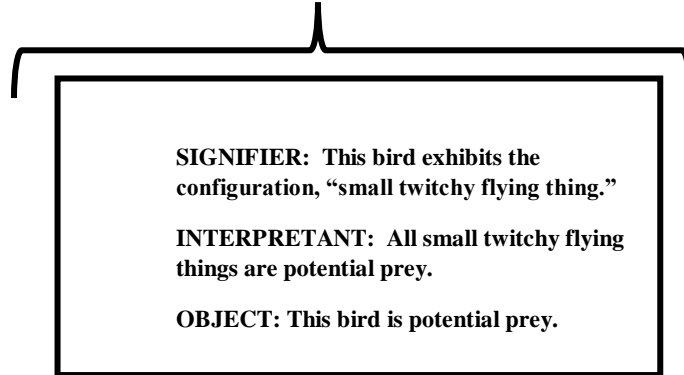 SIGNIFIER:  This bird exhibits the
configuration, “small twitchy flying thing.”
INTERPRETANT:  All small twitchy flying
things are potential prey.
OBJECT: This bird is potential prey.